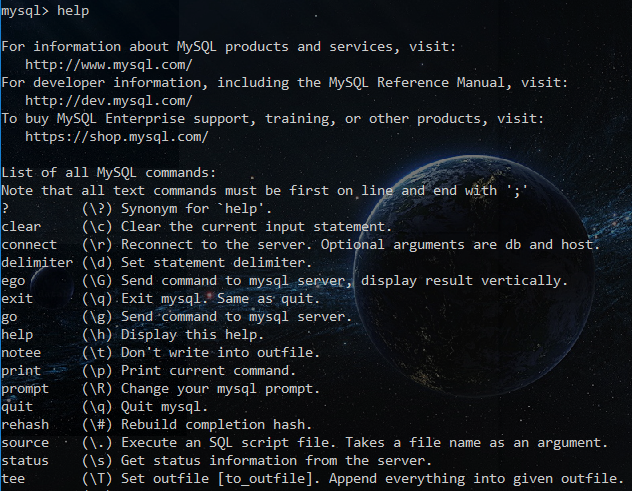 mysql> help
For information about MySQL products and services, visit:
   http://www.mysql.com/
For developer information, including the MySQL Reference Manual, visit:
   http://dev.mysql.com/
To buy MySQL Enterprise support, training, or other products, visit:
   https://shop.mysql.com/
List of all MySQL commands:
Note that all text commands must be first on line and end with ';'
?         (\?) Synonym for `help'.
clear     (\c) Clear the current input statement.
connect   (\r) Reconnect to the server. Optional arguments are db and host.
delimiter (\d) Set statement delimiter.
ego       (\G) Send command to mysql server, display result vertically.
exit      (\q) Exit mysql. Same as quit.
go        (\g) Send command to mysql server.
help      (\h) Display this help.
notee     (\t) Don't write into outfile.
print     (\p) Print current command.
prompt    (\R) Change your mysql prompt.
quit      (\q) Quit mysql.
rehash    (\#) Rebuild completion hash.
source    (\.) Execute an SQL script file. Takes a file name as an argument.
status    (\s) Get status information from the server.
tee       (\T) Set outfile [to_outfile]. Append everything into given outfile.